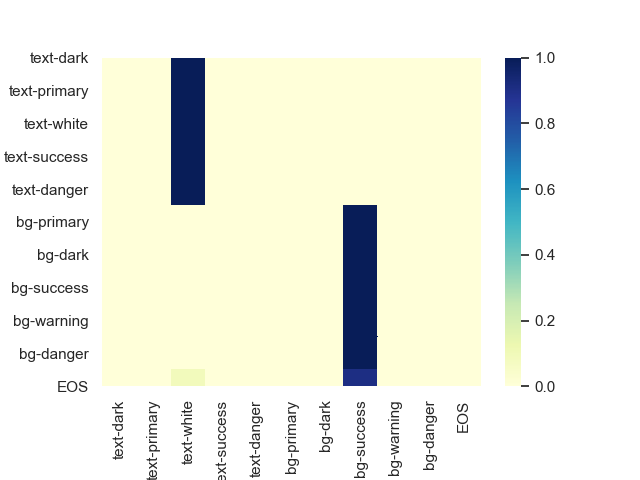 text-dark
text-primary
text-white
text-success
text-danger
bg-primary
bg-dark
bg-success
bg-warning
bg-danger
EOS
1.0
0.8
0.6
0.4
0.2
0.0
text-dark
text-primary
text-white
ext-success
text-danger
bg-primary
bg-dark
bg-success
bg-warning
bg-danger
EOS